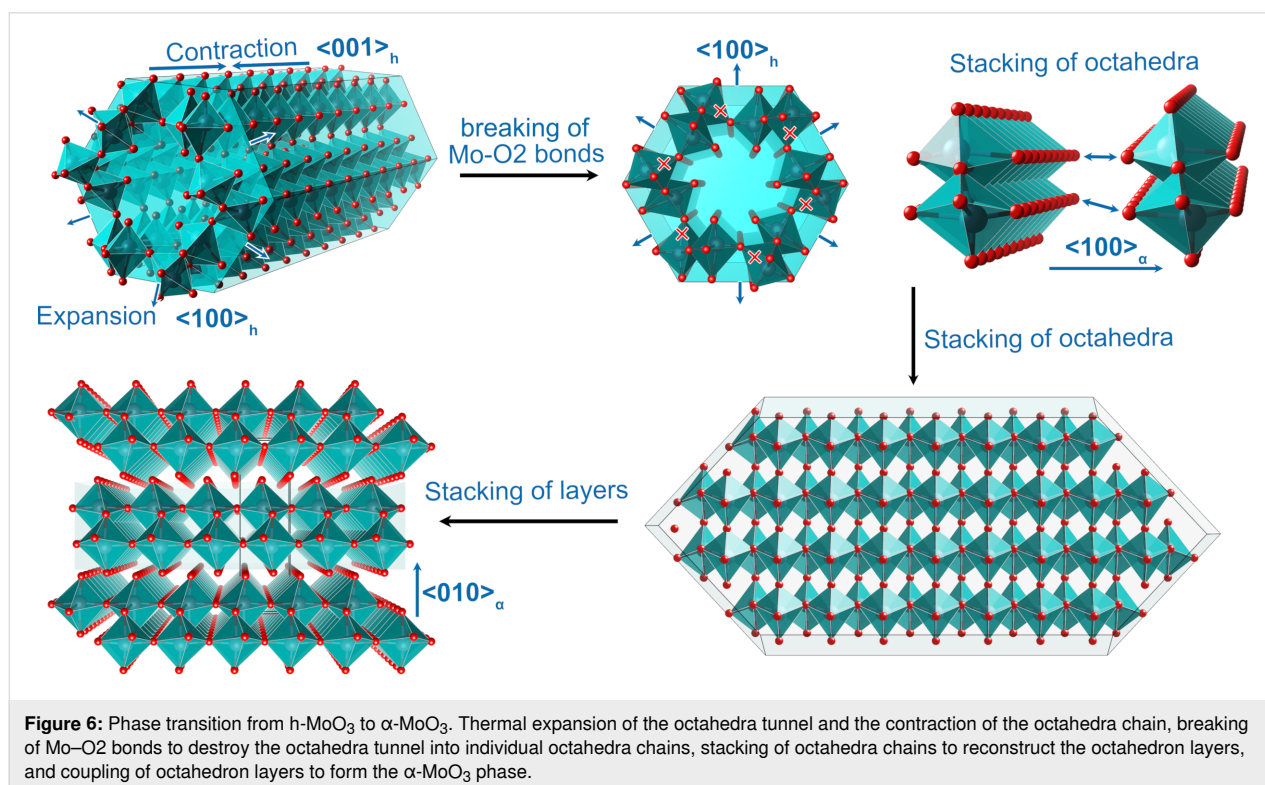 Contraction <001>h
<100>h
Stacking of octahedra
breaking of
Mo-O2 bonds
<100>α
Expansion <100>h
Stacking of octahedra
Stacking of layers
<010>α
Figure 6: Phase transition from h-MoO3 to α-MoO3. Thermal expansion of the octahedra tunnel and the contraction of the octahedra chain, breaking
of Mo–O2 bonds to destroy the octahedra tunnel into individual octahedra chains, stacking of octahedra chains to reconstruct the octahedron layers,
and coupling of octahedron layers to form the α-MoO3 phase.